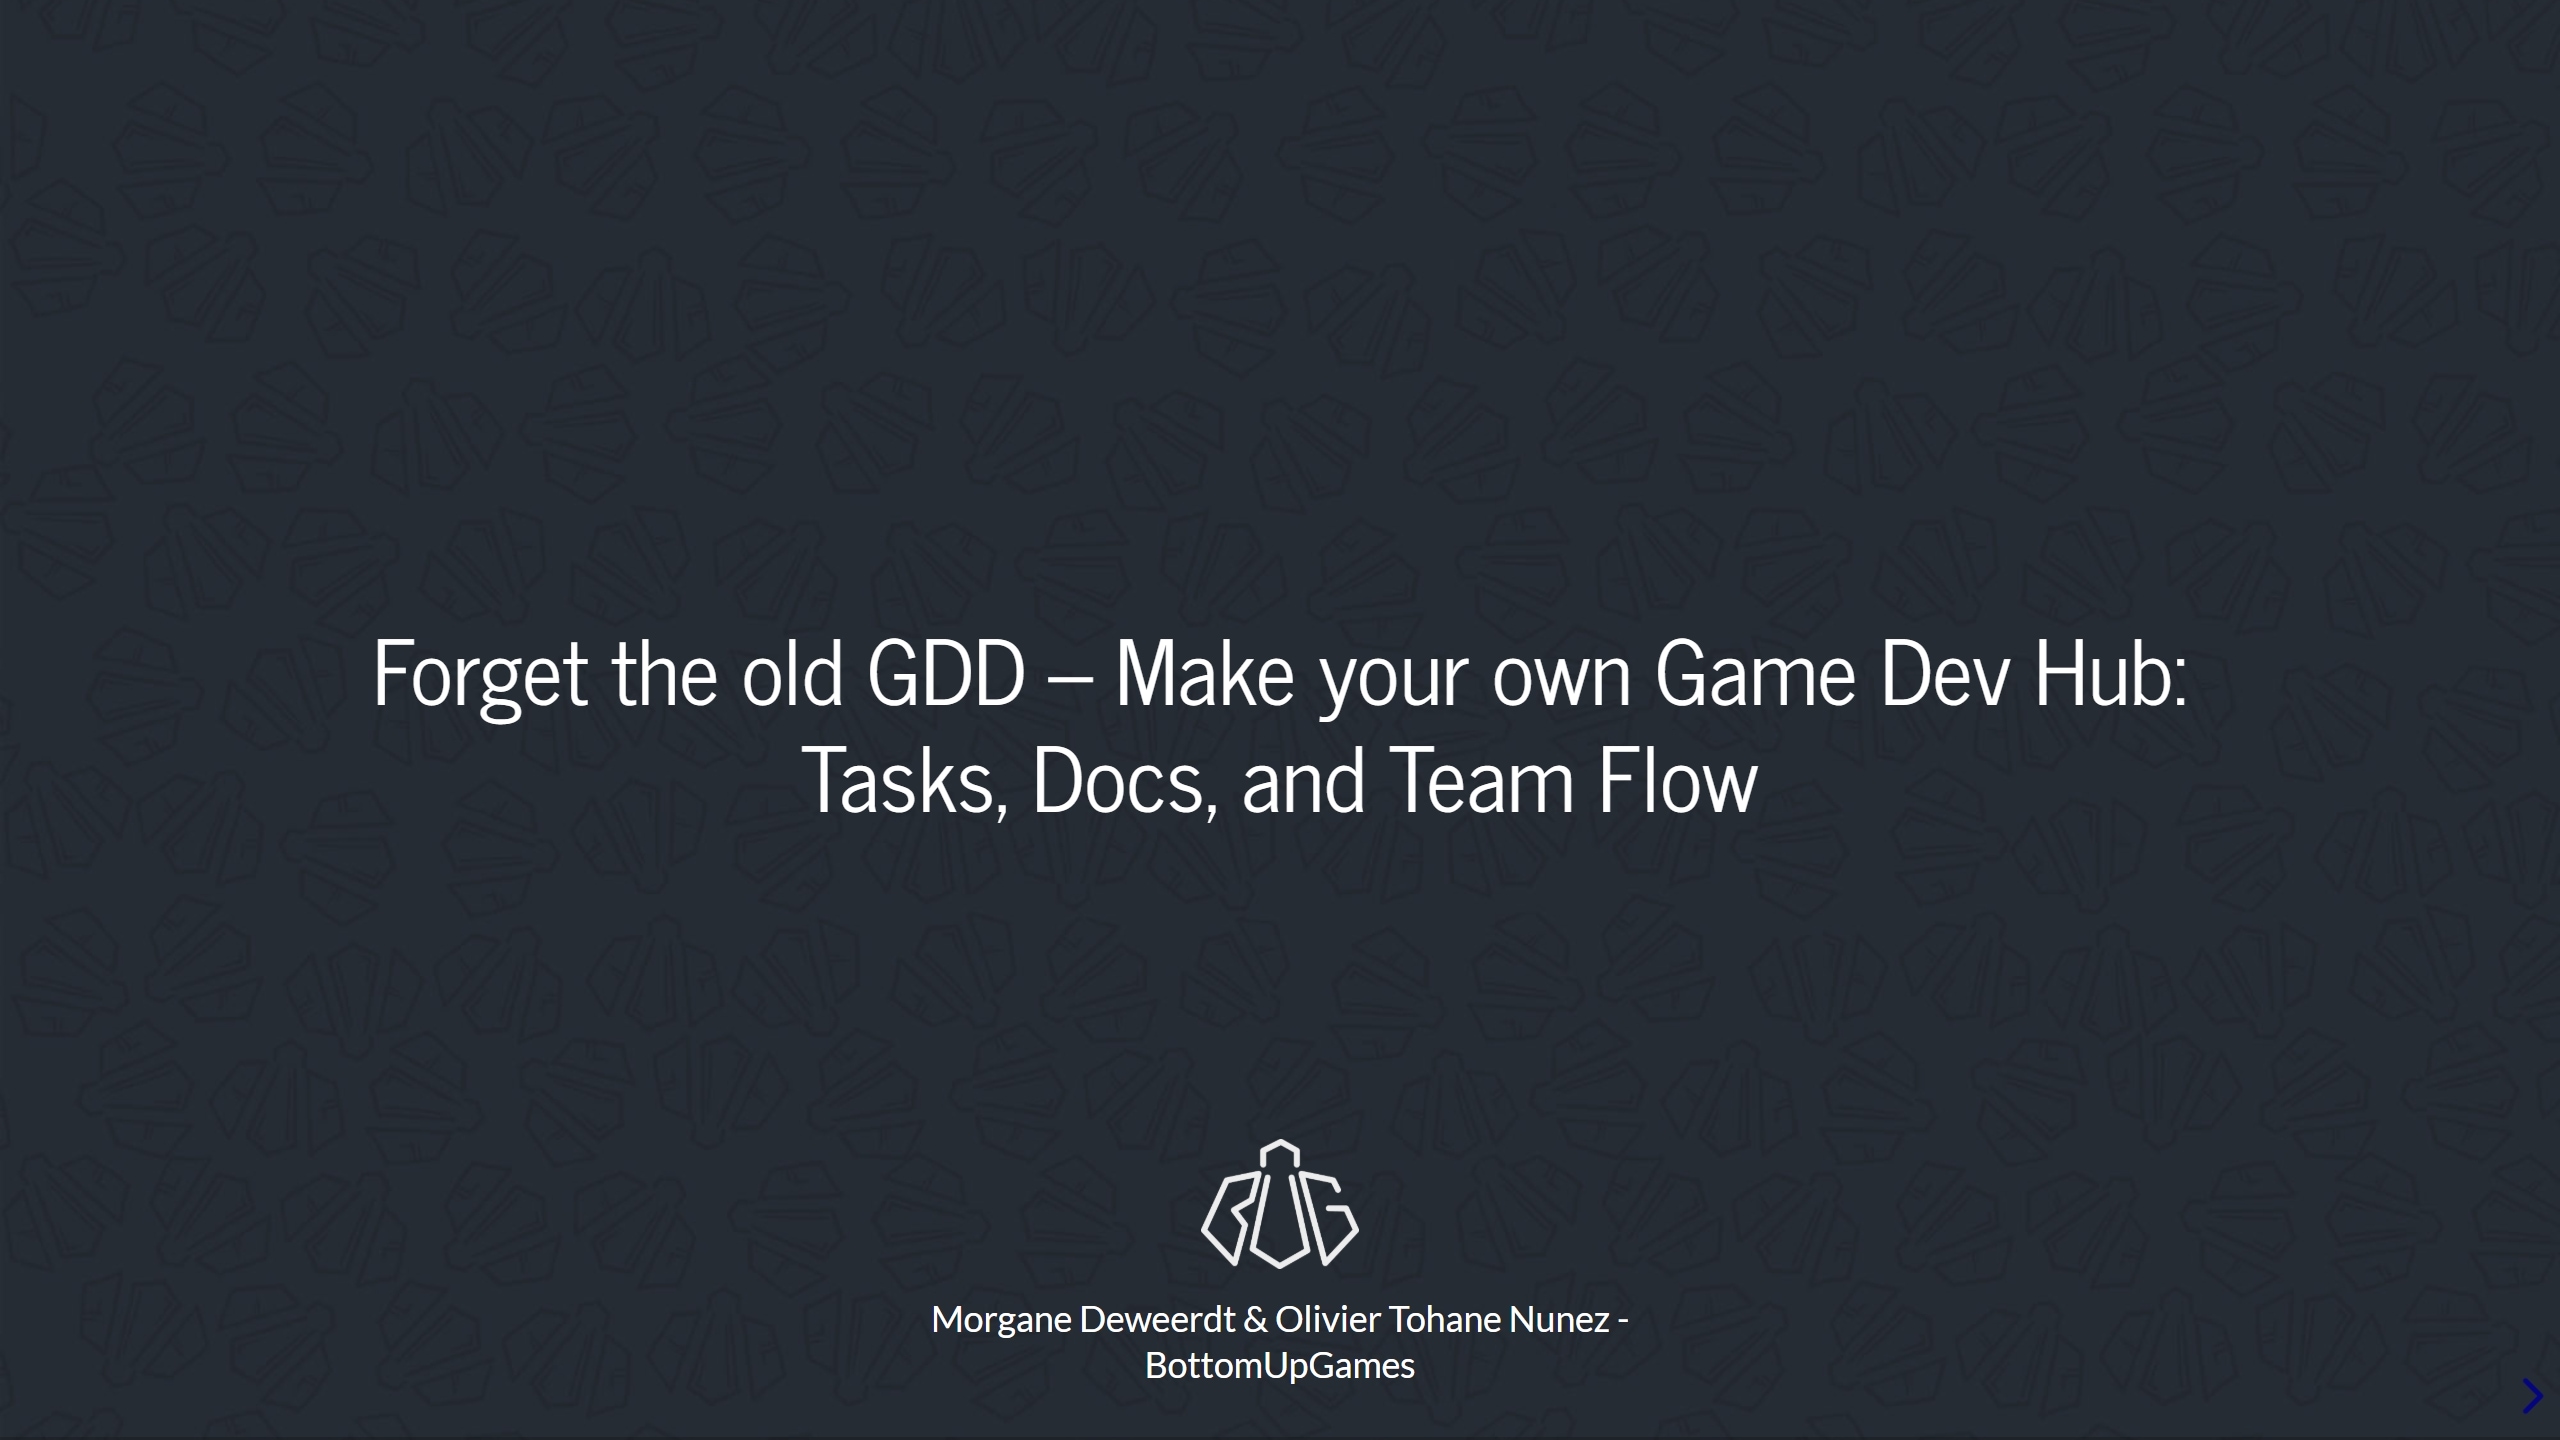 Forget the old GDD – Make your own Game Dev Hub:
Tasks, Docs, and Team Flow
BUG
Morgane Deweerdt & Olivier Tohane Nunez -
BottomUpGames